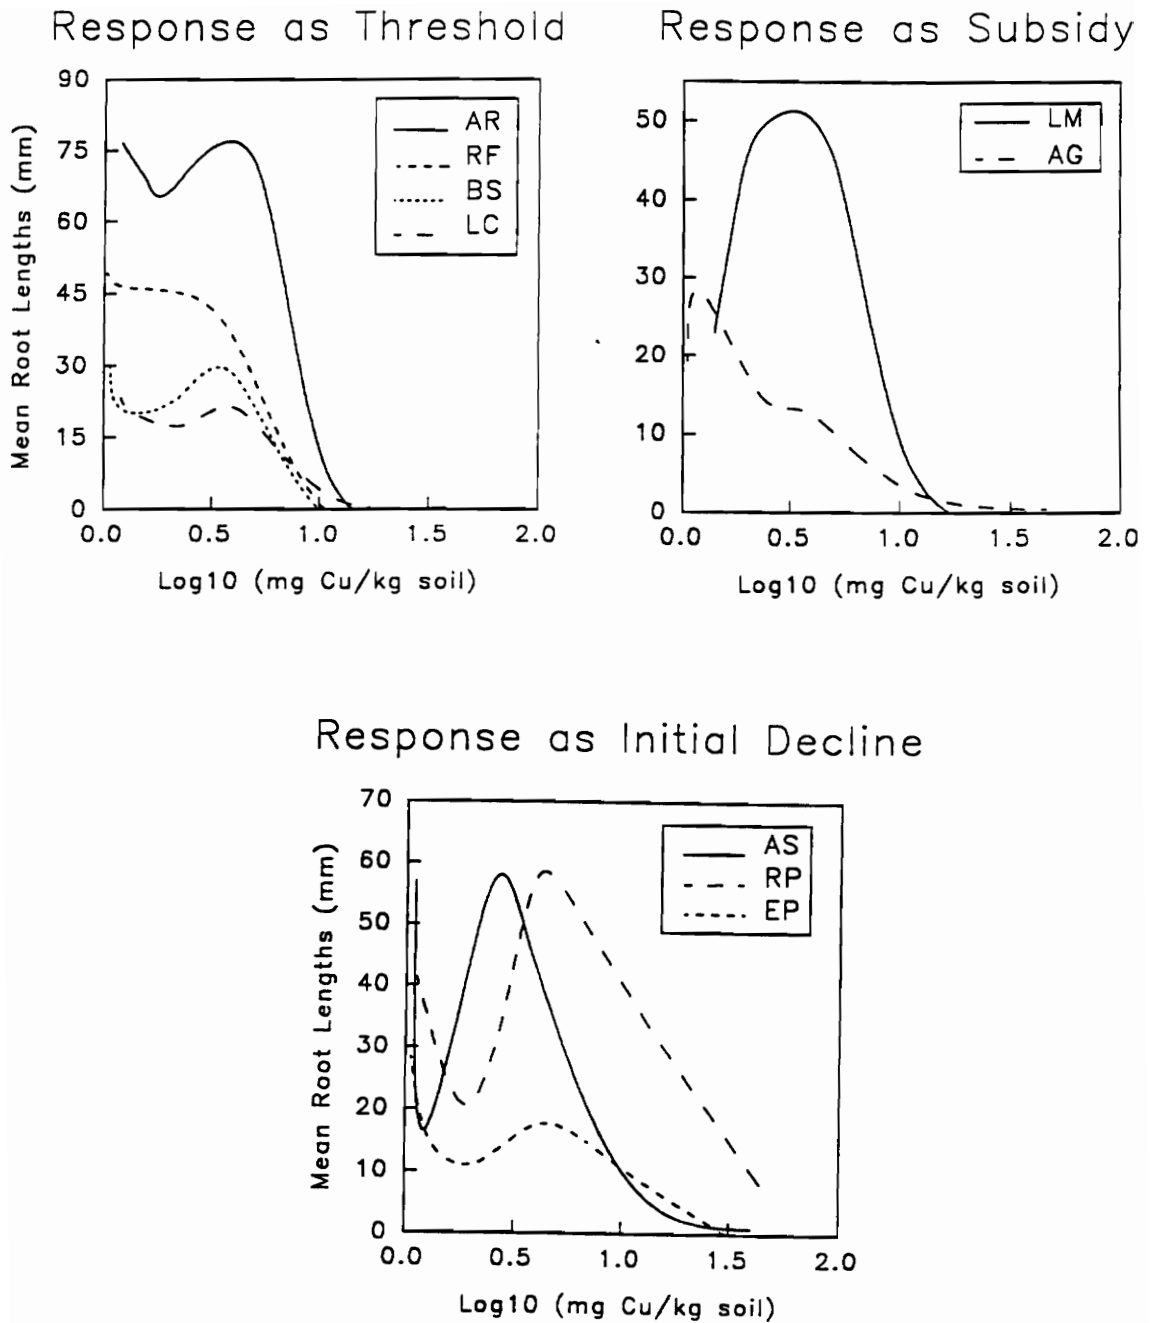 Response as Threshold
90
75
60
45
30
15
0
Mean Root Lengths (mm)
AR
RF
BS
LC
0.0 0.5 1.0 1.5 2.0
Log10 (mg Cu/kg soil)
Response as Subsidy
50
40
30
20
10
0
LM
AG
0.0 0.5 1.0 1.5 2.0
Log10 (mg Cu/kg soil)
Response as Initial Decline
70
60
50
40
30
20
10
0
Mean Root Lengths (mm)
AS
RP
EP
0.0 0.5 1.0 1.5 2.0
Log10 (mg Cu/kg soil)